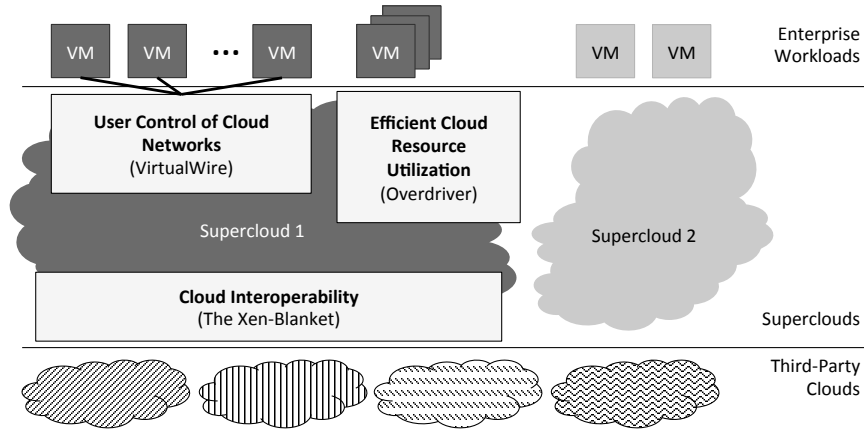 VM
VM
...
VM
VM
VM
VM
Enterprise
Workloads
User Control of Cloud
Networks
(VirtualWire)
Efficient Cloud
Resource
Utilization
(Overdriver)
Supercloud 1
Supercloud 2
Cloud Interoperability
(The Xen-Blanket)
Superclouds
Third-Party
Clouds